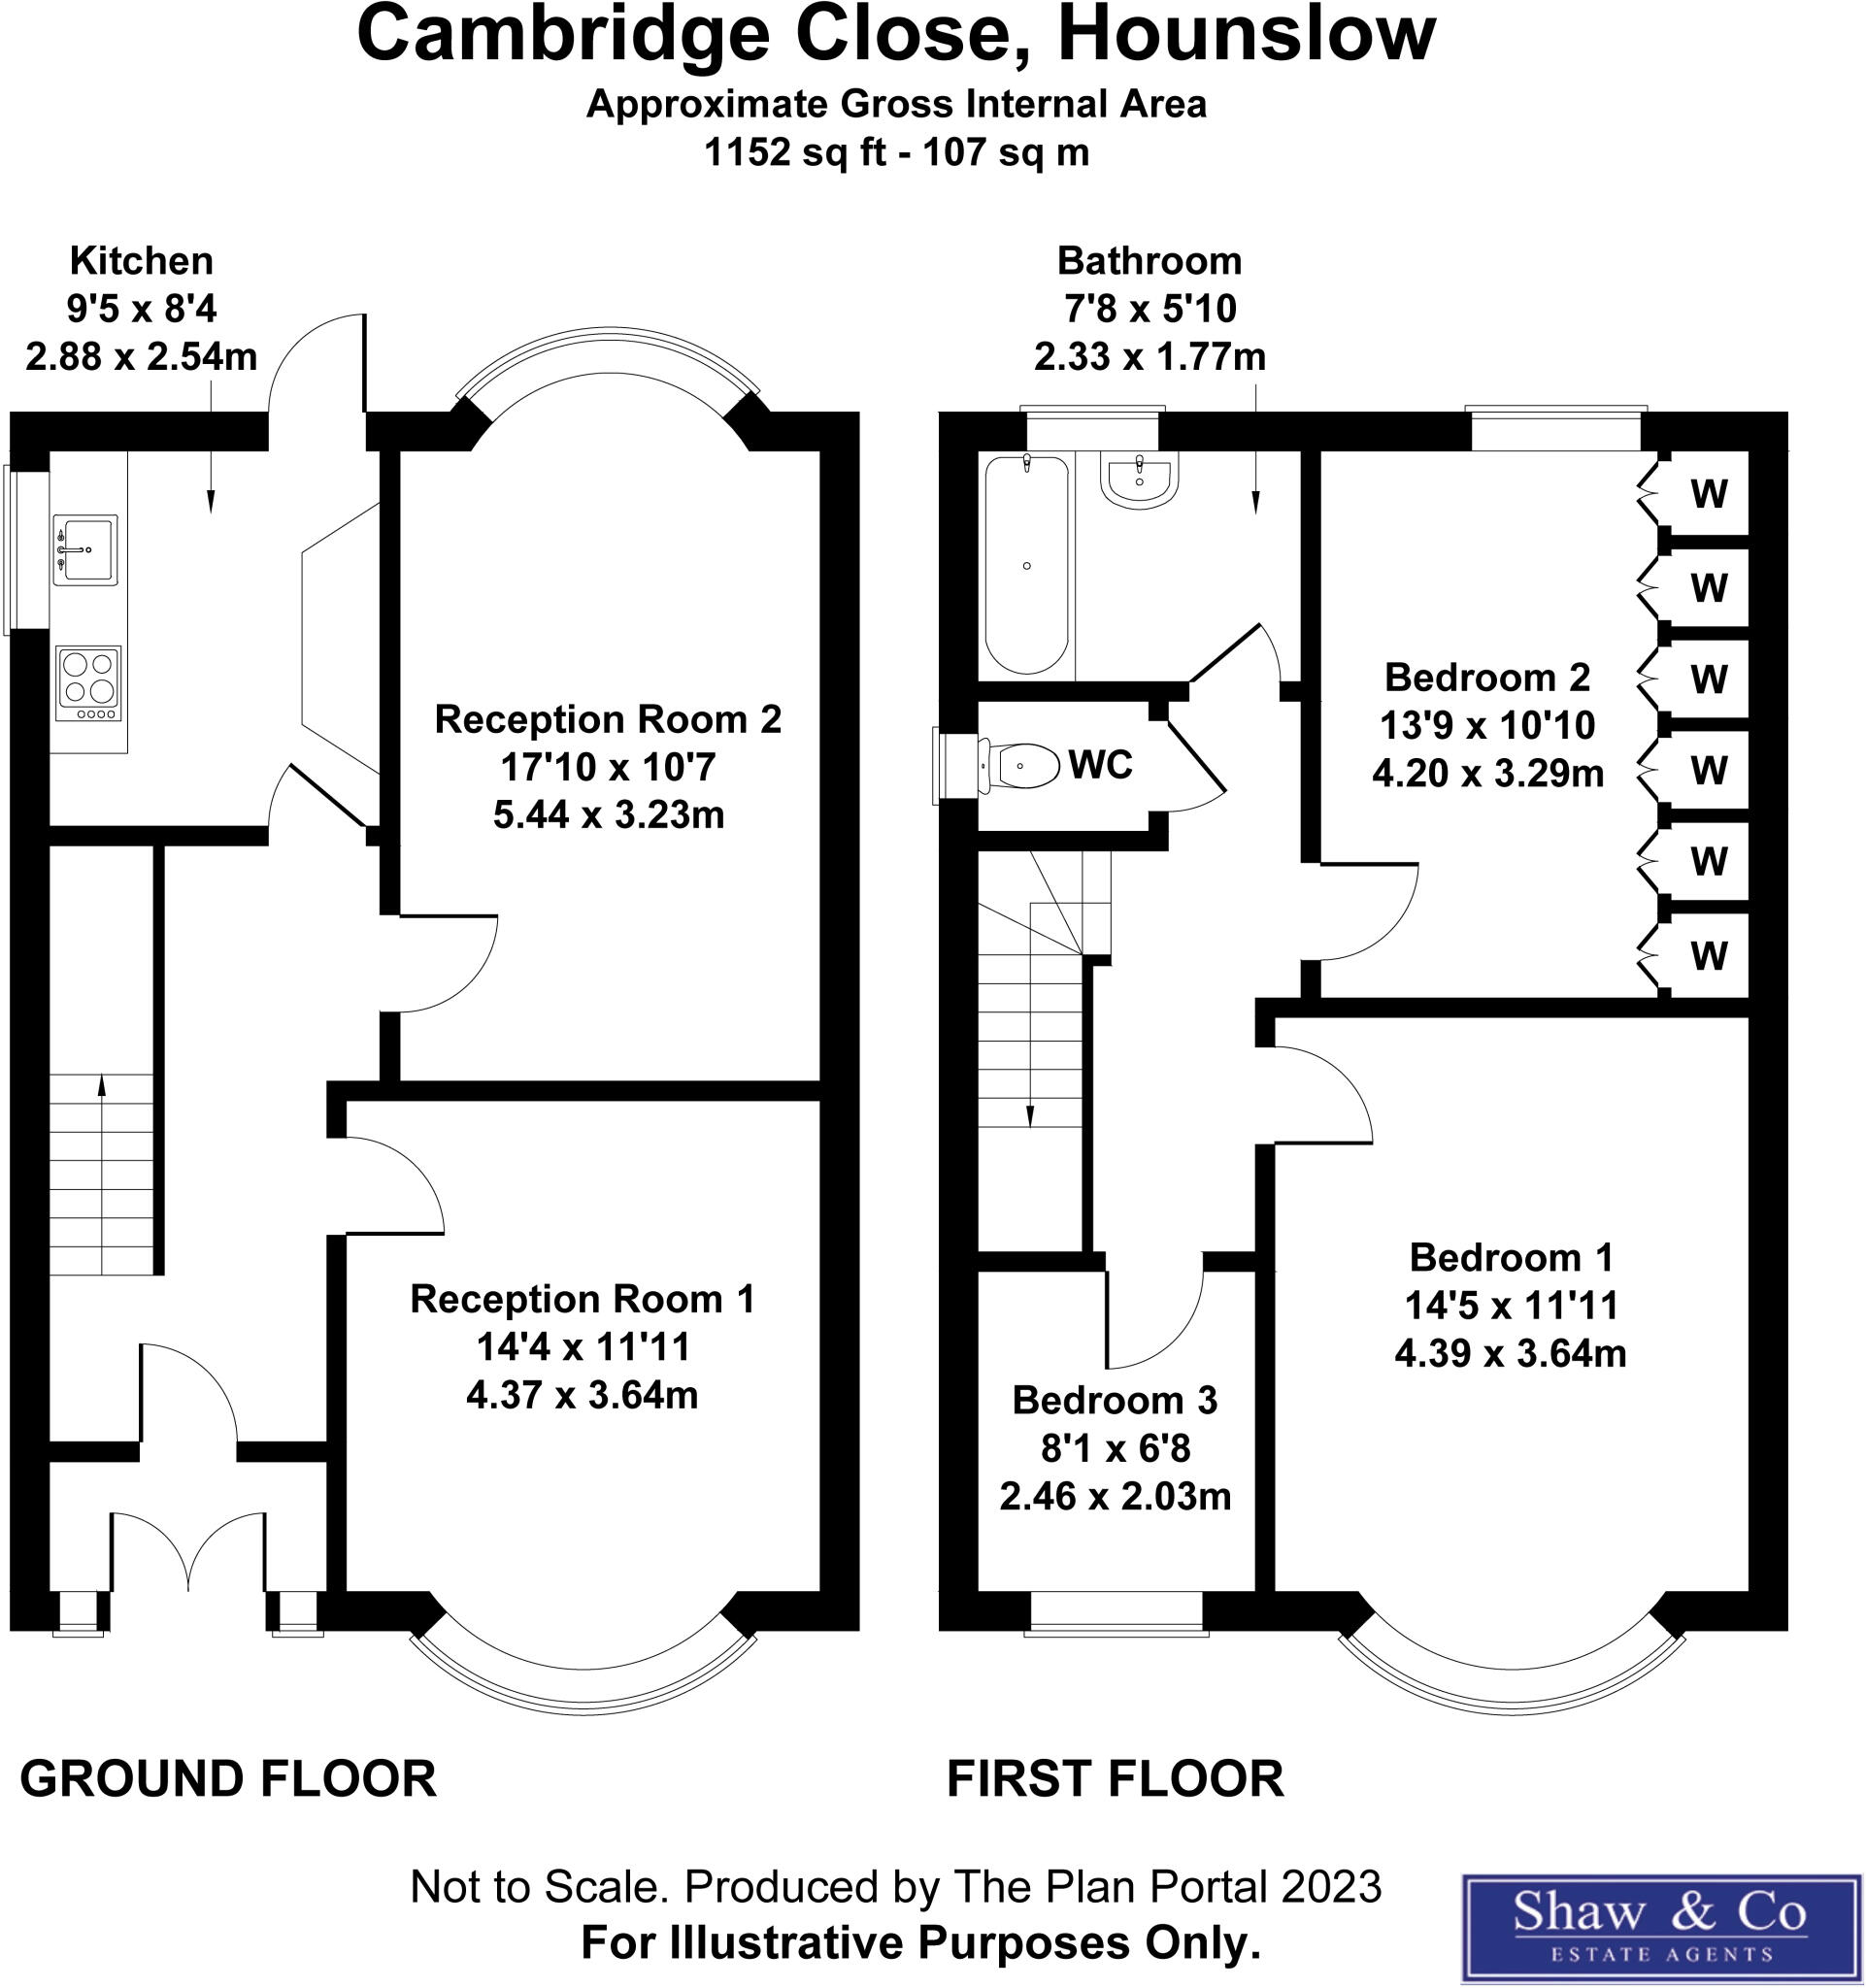 Cambridge Close, Hounslow
Approximate Gross Internal Area
1152 sq ft - 107 sq m
Kitchen
9'5 x 8'4
2.88 x 2.54m
Bathroom
7'8 x 5'10
2.33 x 1.77m
Reception Room 2
17'10 x 10'7
5.44 x 3.23m
Reception Room 1
14'4 x 11'11
4.37 x 3.64m
WC
Bedroom 2
13'9 x 10'10
4.20 x 3.29m
W
W
W
W
W
W
Bedroom 1
14'5 x 11'11
4.39 x 3.64m
Bedroom 3
8'1 x 6'8
2.46 x 2.03m
GROUND FLOOR
FIRST FLOOR
Not to Scale. Produced by The Plan Portal 2023
For Illustrative Purposes Only.
Shaw & Co
ESTATE AGENTS